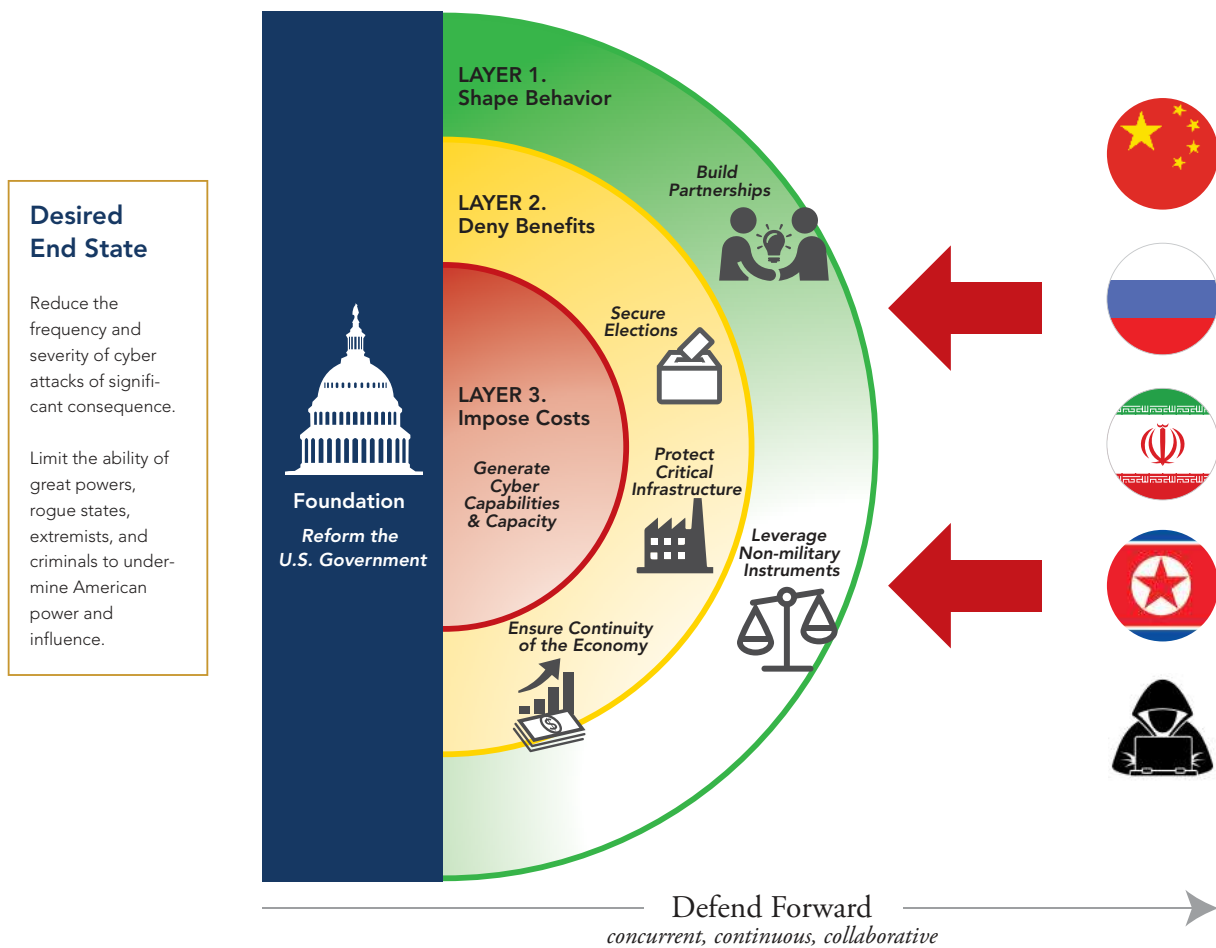 Desired
End State
Reduce the
frequency and
severity of cyber
attacks of signifi-
cant consequence.
Limit the ability of
great powers,
rogue states,
extremists, and
criminals to under-
mine American
power and
influence.
Foundation
Reform the
U.S. Government
LAYER 1.
Shape Behavior
Build
Partnerships
Leverage
Non-military
Instruments
LAYER 2.
Deny Benefits
Secure
Elections
Protect
Critical
Infrastructure
Ensure Continuity
of the Economy
$
LAYER 3.
Impose Costs
Generate
Cyber
Capabilities
& Capacity
Defend Forward
concurrent, continuous, collaborative